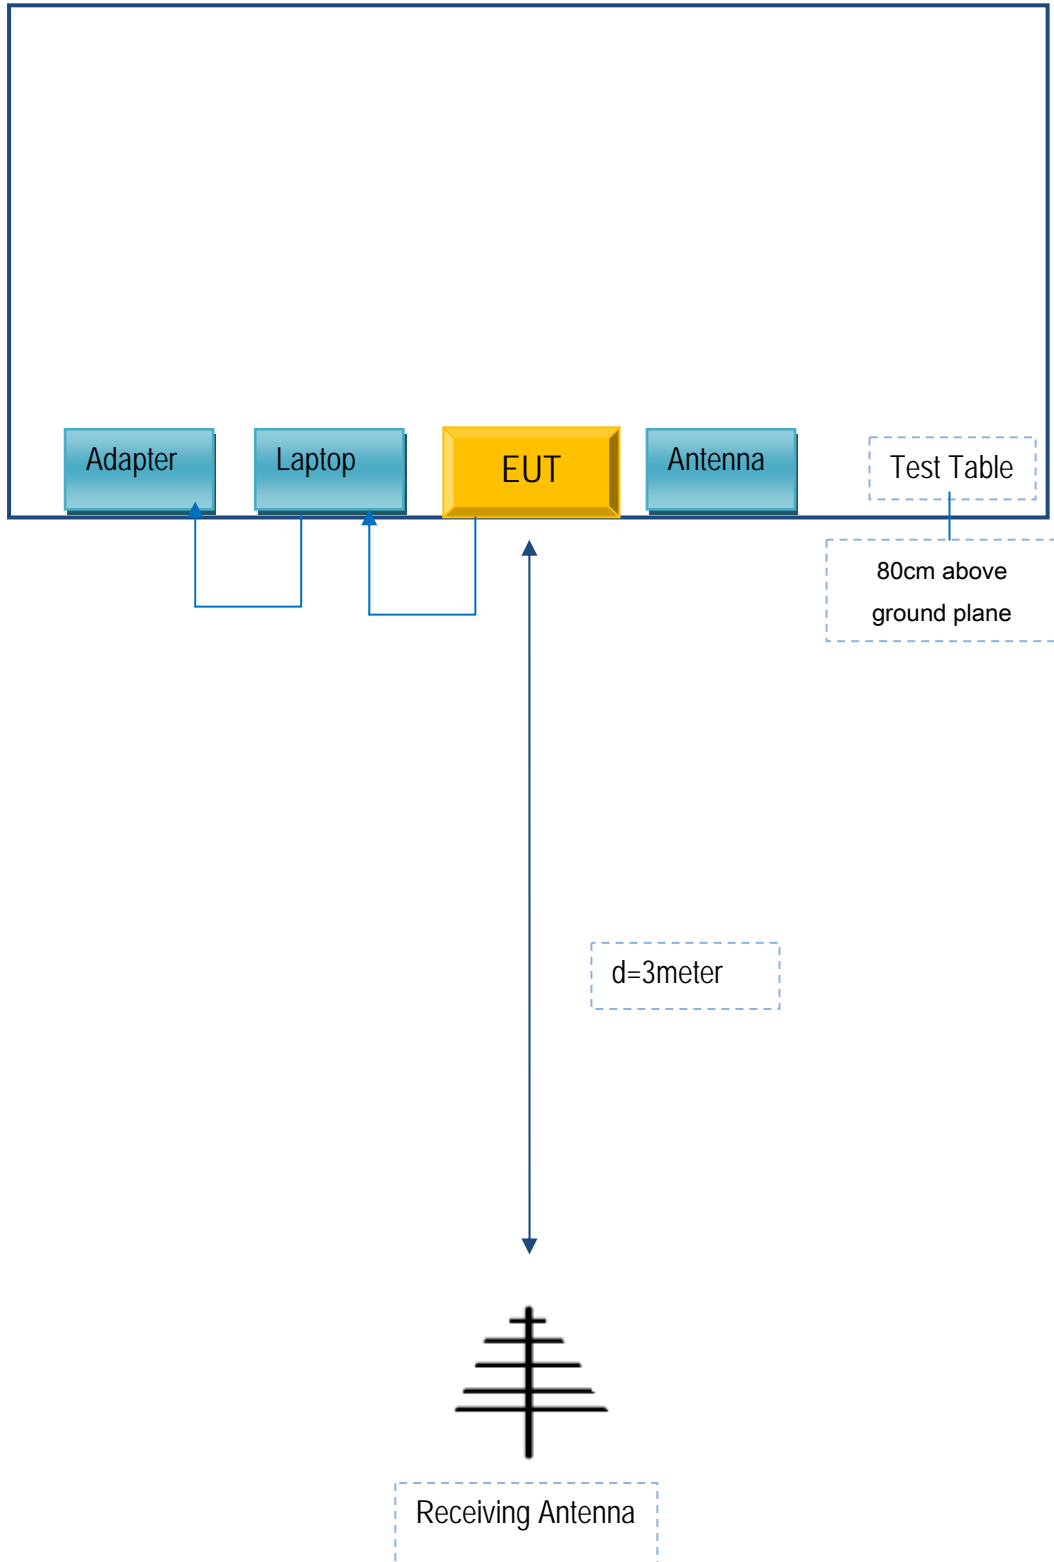 Adapter
Laptop
EUT
Antenna
Test Table
80cm above
ground plane
d=3meter
Receiving Antenna